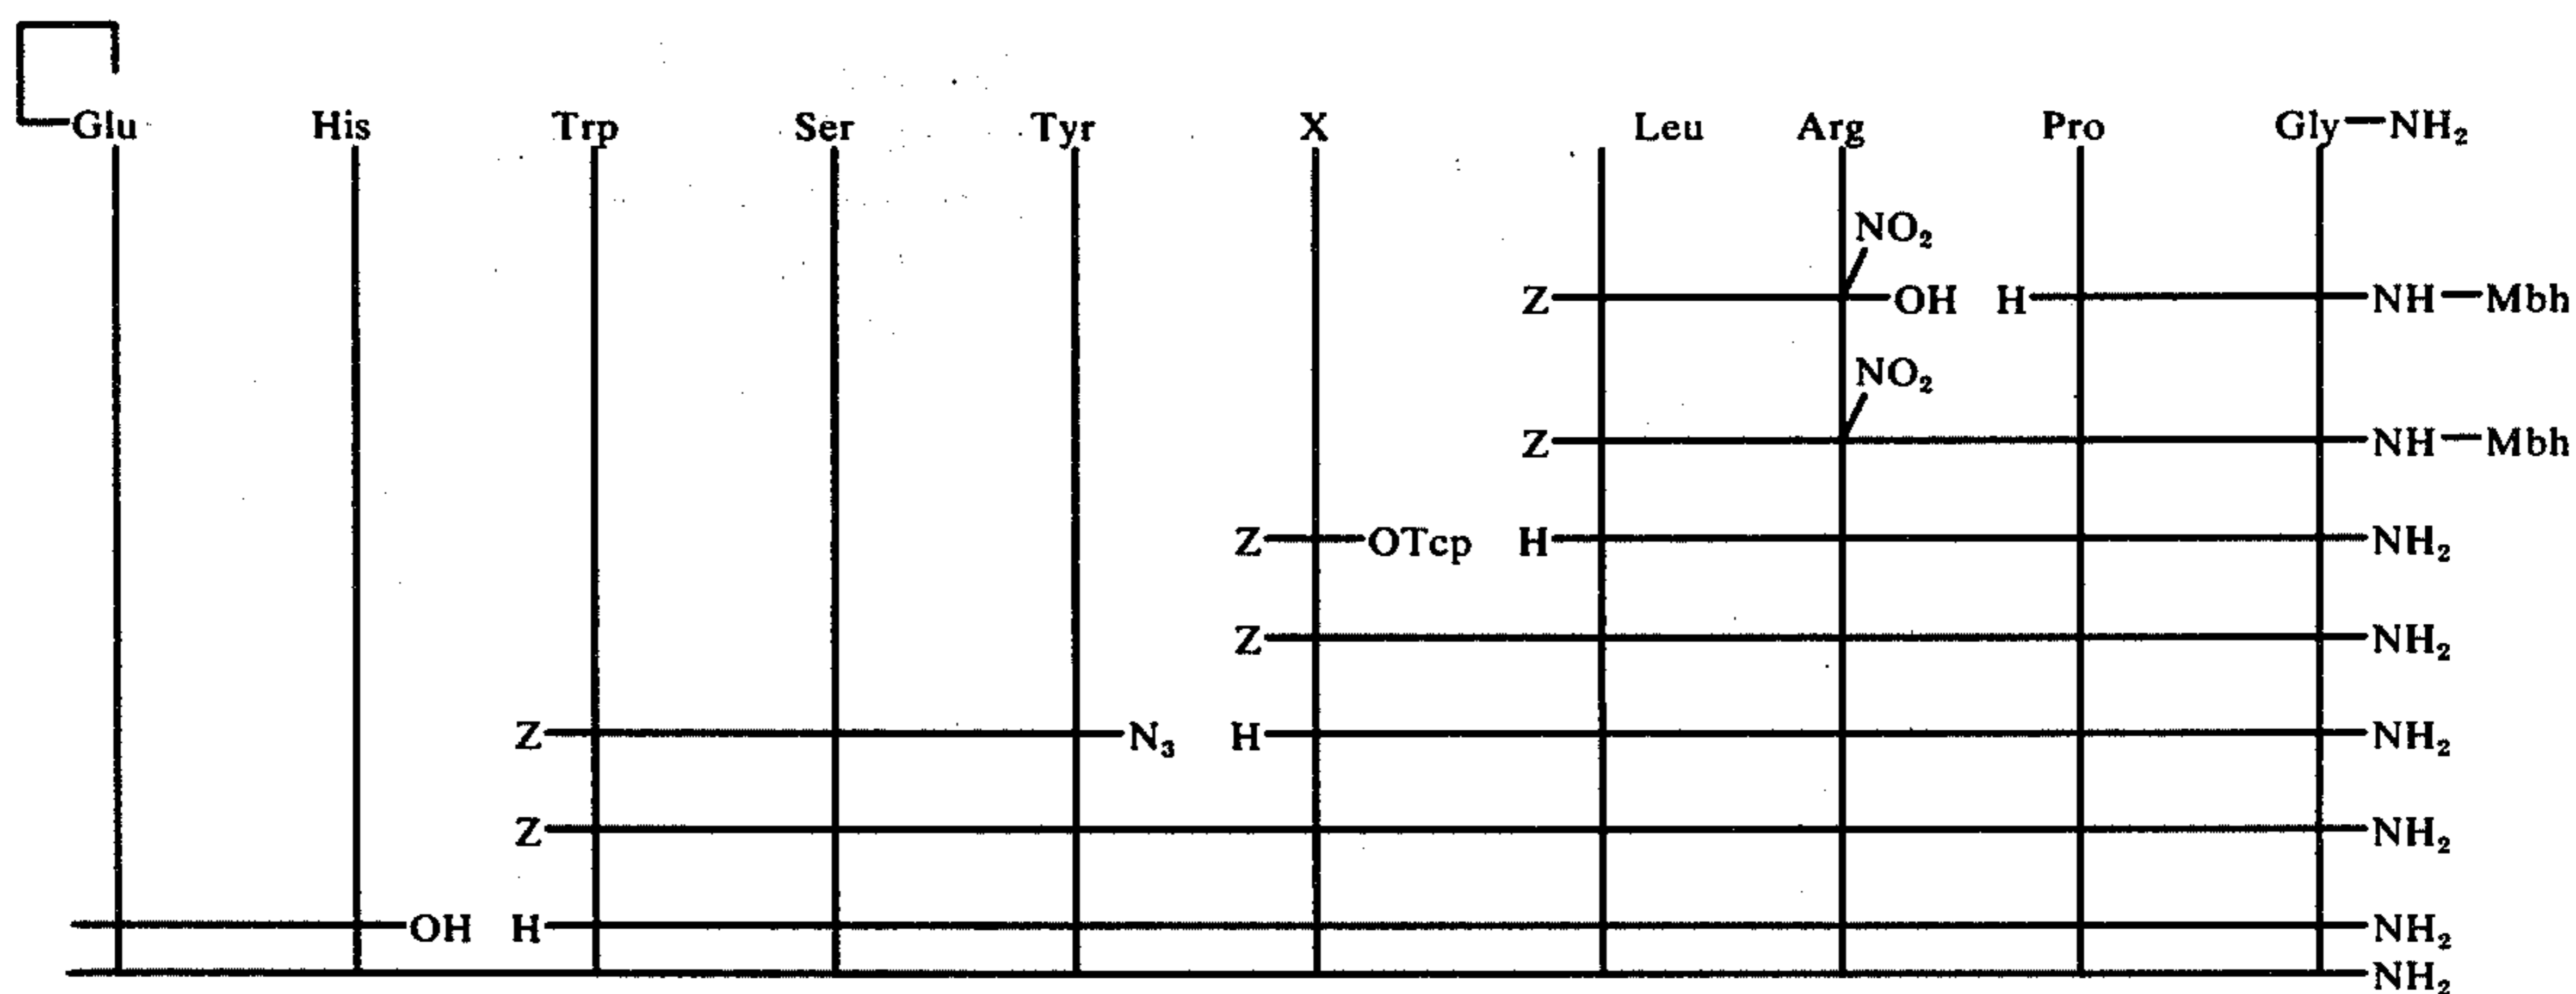 Glu His Trp Ser Tyr X Leu Arg Pro Gly—NH₂
NO₂
Z OH H NH—Mbh
NO₂
Z NH—Mbh
Z OTcp H NH₂
Z NH₂
Z N₃ H NH₂
Z NH₂
OH H NH₂
NH₂